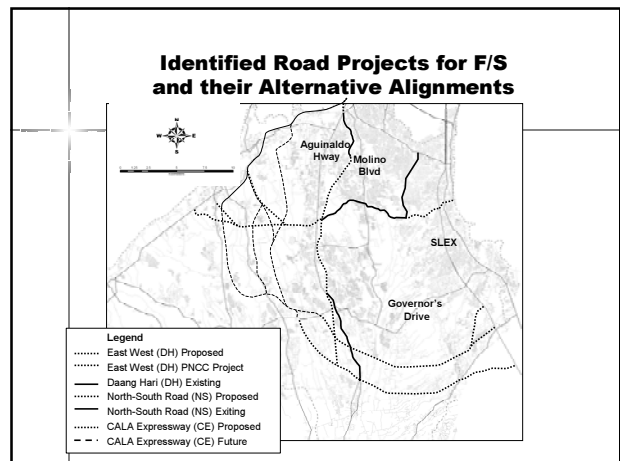 Identified Road Projects for F/S
and their Alternative Alignments
N
W E
S
Aguinaldo
Hway
Molino
Blvd
SLEX
Governor's
Drive
Legend
East West (DH) Proposed
East West (DH) PNCC Project
Daang Hari (DH) Existing
North-South Road (NS) Proposed
North-South Road (NS) Exiting
CALA Expressway (CE) Proposed
CALA Expressway (CE) Future